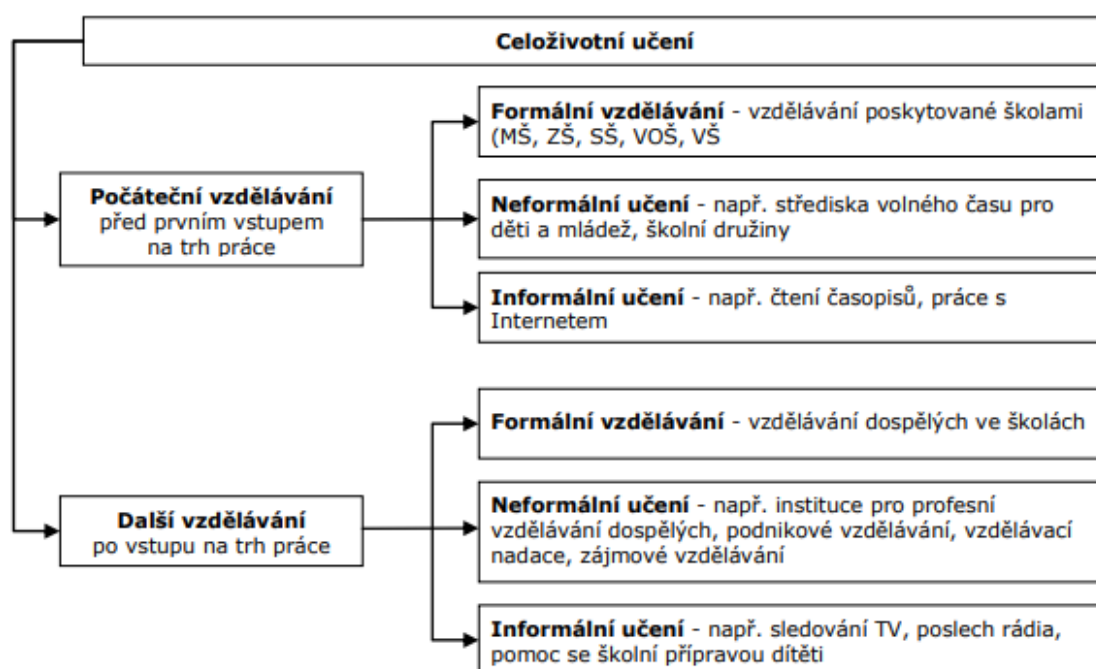 Celoživotní učení
Formální vzdělávání - vzdělávání poskytované školami
(MŠ, ZŠ, SŠ, VOŠ, VŠ
Počáteční vzdělávání
před prvním vstupem
na trh práce
Neformální učení - např. střediska volného času pro
děti a mládež, školní družiny
Informální učení - např. čtení časopisů, práce s
Internetem
Formální vzdělávání - vzdělávání dospělých ve školách
Další vzdělávání
po vstupu na trh práce
Neformální učení - např. instituce pro profesní
vzdělávání dospělých, podnikové vzdělávání, vzdělávací
nadace, zájmové vzdělávání
Informální učení - např. sledování TV, poslech rádia,
pomoc se školní přípravou dítěti